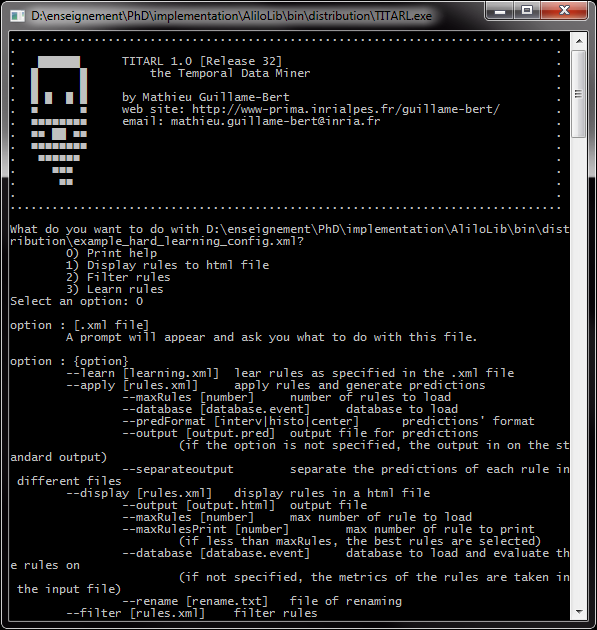 D:\enseignement\PhD\implementation\AliloLib\bin\distribution\TITARL.exe
TITARL 1.0 [Release 32]
the Temporal Data Miner
by Mathieu Guillame-Bert
web site: http://www-prima.inrialpes.fr/guillame-bert/
email: mathieu.guillame-bert@inria.fr
What do you want to do with D:\enseignement\PhD\implementation\AliloLib\bin\dist
ribution\example_hard_learning_config.xml?
0) Print help
1) Display rules to html file
2) Filter rules
3) Learn rules
Select an option: 0
option : [.xml file]
A prompt will appear and ask you what to do with this file.
option : {option}
--learn [learning.xml]  lear rules as specified in the .xml file
--apply [rules.xml]     apply rules and generate predictions
--maxRules [number]     number of rules to load
--database [database.event]     database to load
--predFormat [interv|histo|center]      predictions' format
--output [output.pred]  output file for predictions
(if the option is not specified, the output in on the st
andard output)
--separateoutput        separate the predictions of each rule in
different files
--display [rules.xml]   display rules in a html file
--output [output.html]  output file
--maxRules [number]     max number of rule to load
--maxRulesPrint [number]        max number of rule to print
(if less than maxRules, the best rules are selected)
--database [database.event]     database to load and evaluate th
e rules on
(if not specified, the metrics of the rules are taken in
the input file)
--rename [rename.txt]   file of renaming
--filter [rules.xml]    filter rules